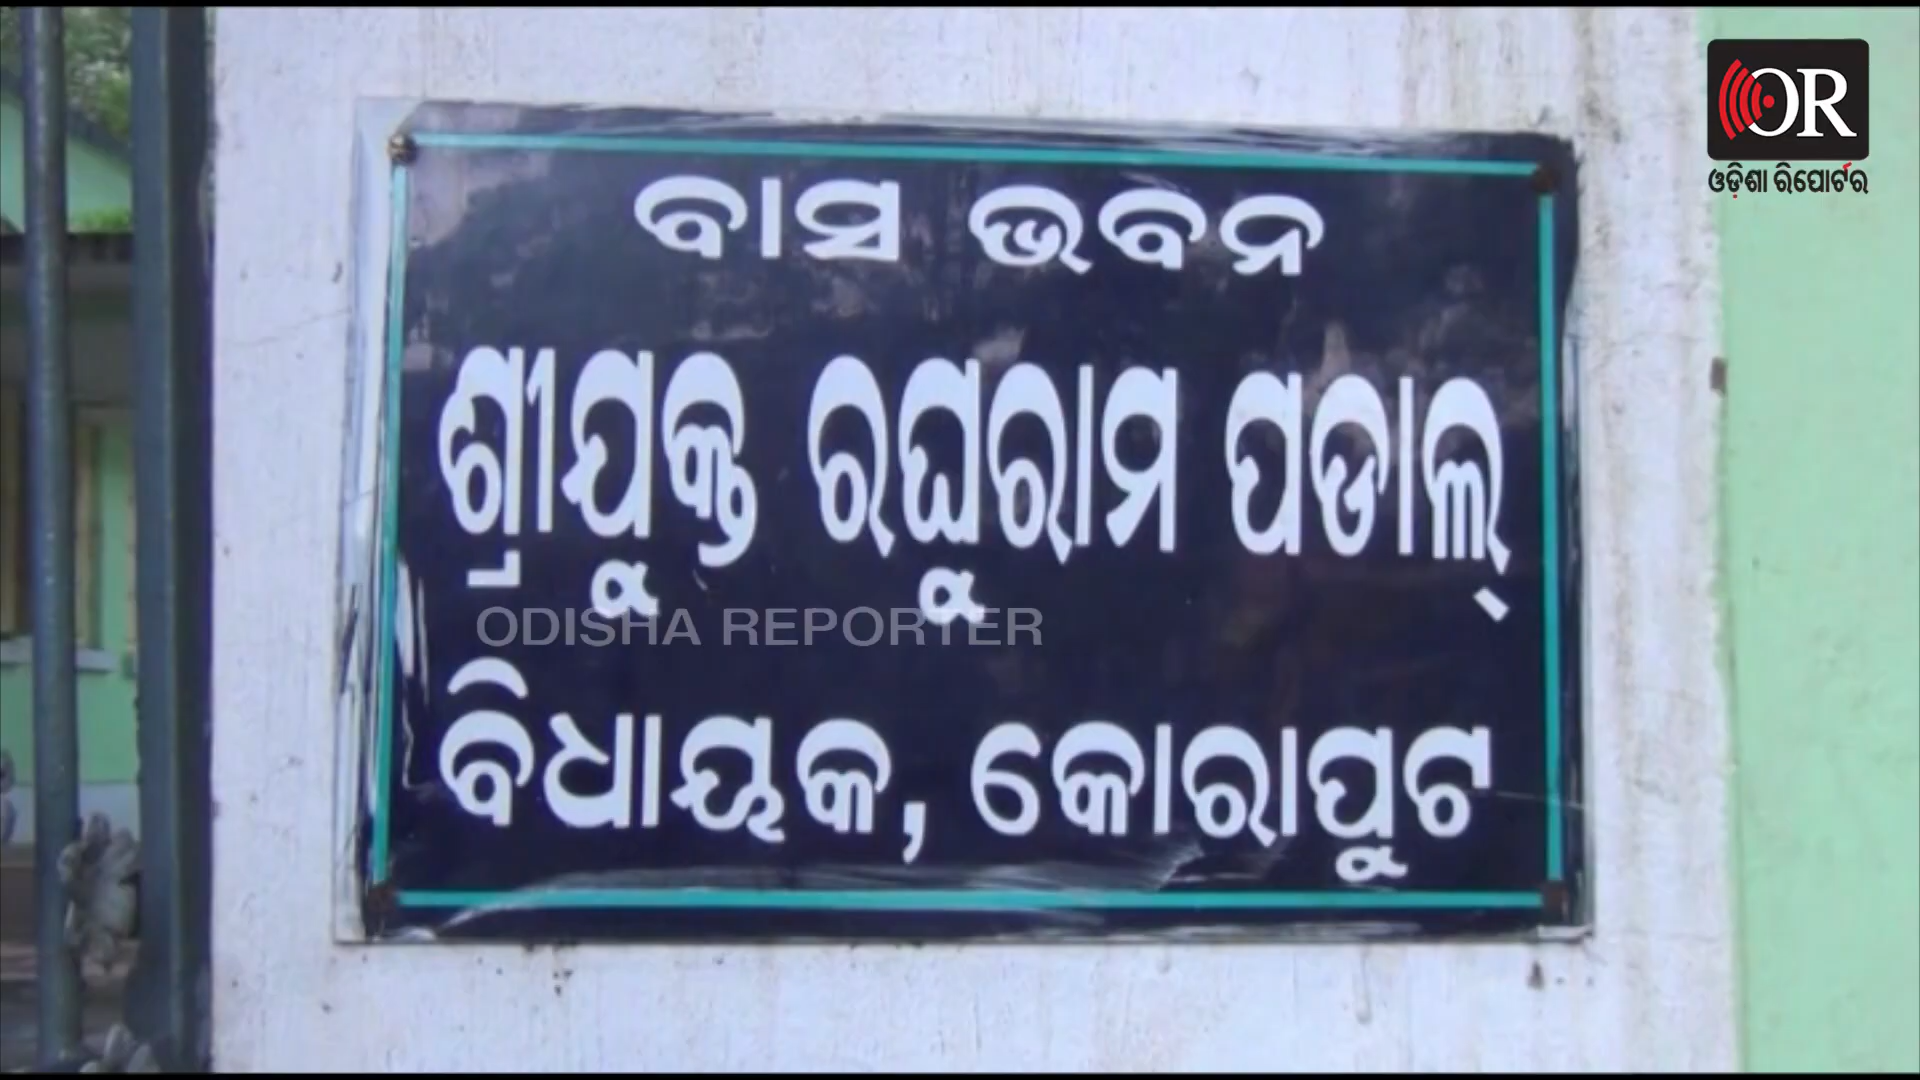 OR
ଓଡ଼ିଶା ରିପୋର୍ଟର
ବାସ ଭବନ
ଶ୍ରୀଯୁକ୍ତ ରଘୁରାମ ପଡାଲ୍
ODISHA REPORTER
ବିଧାୟକ, କୋରାପୁଟ